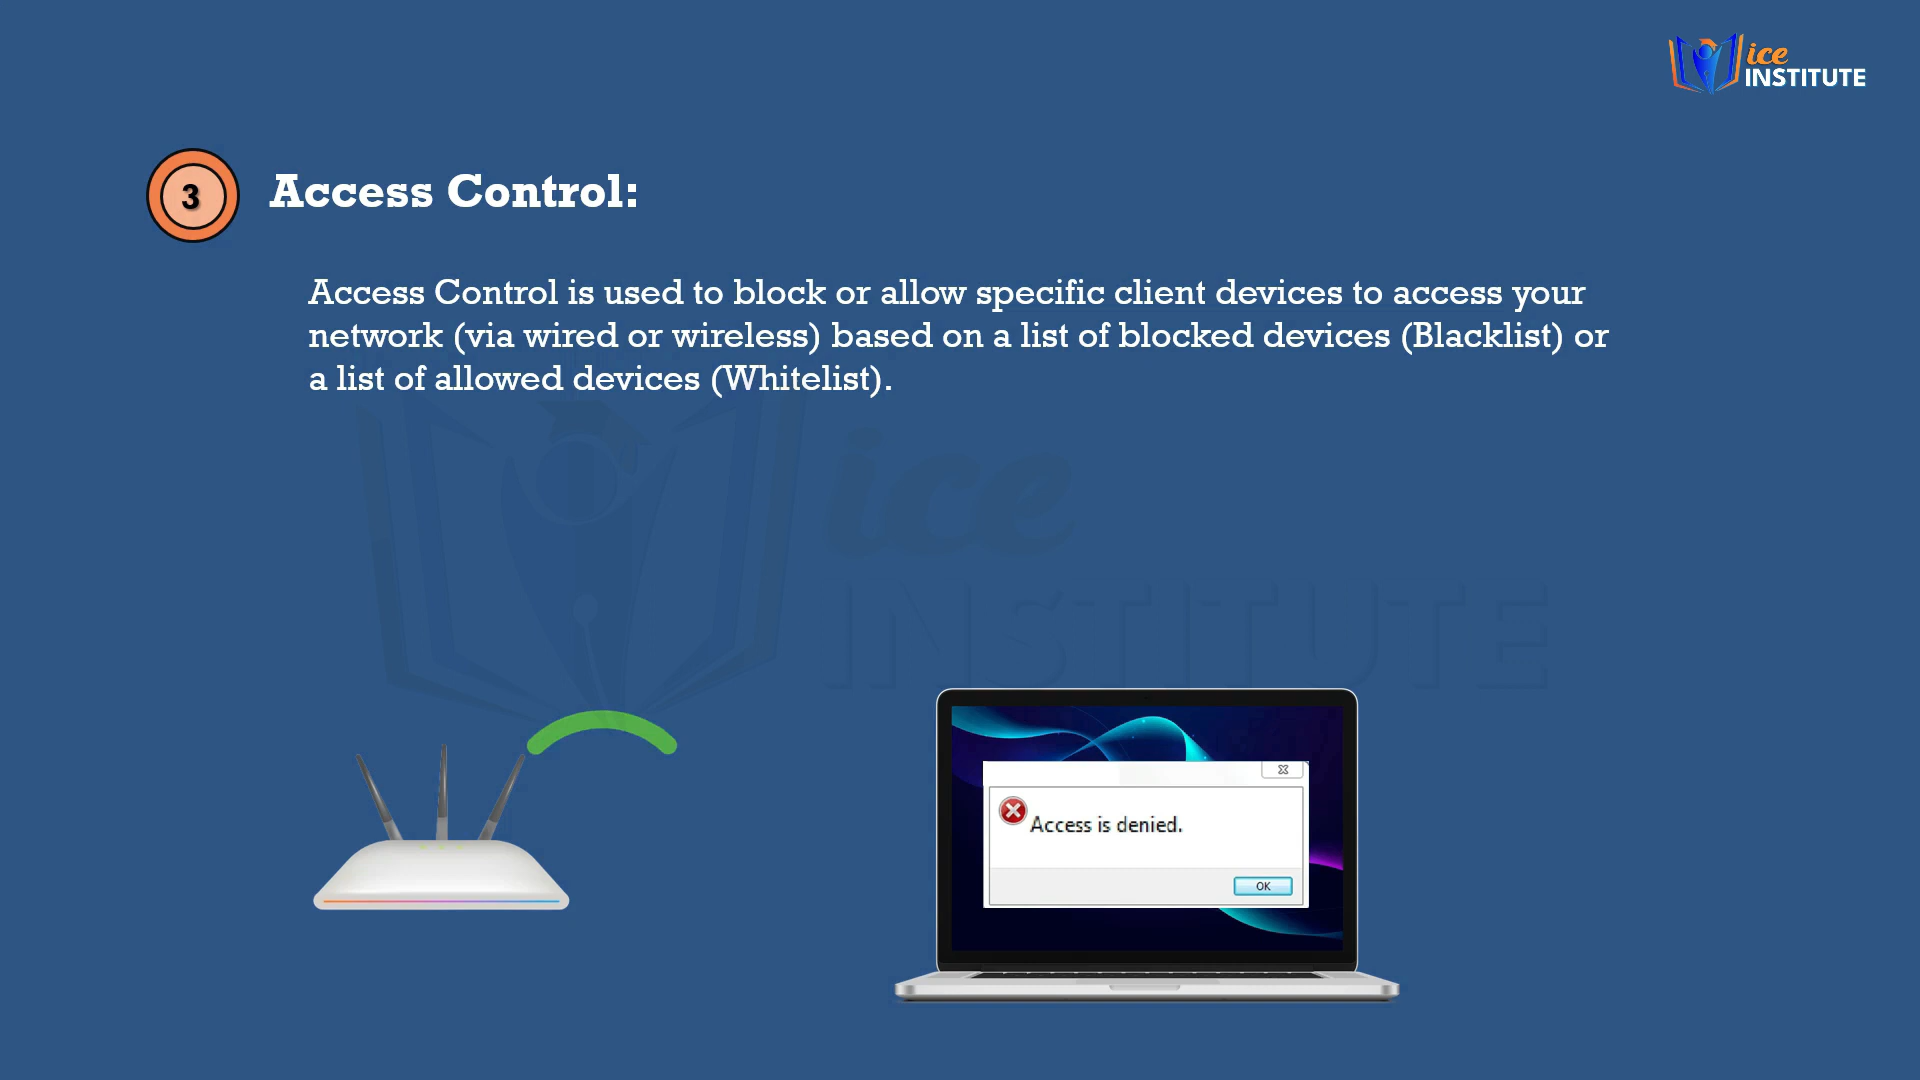 ice
INSTITUTE
3
Access Control:
Access Control is used to block or allow specific client devices to access your
network (via wired or wireless) based on a list of blocked devices (Blacklist) or
a list of allowed devices (Whitelist).
ice
INSTITUTE
Access is denied.
OK